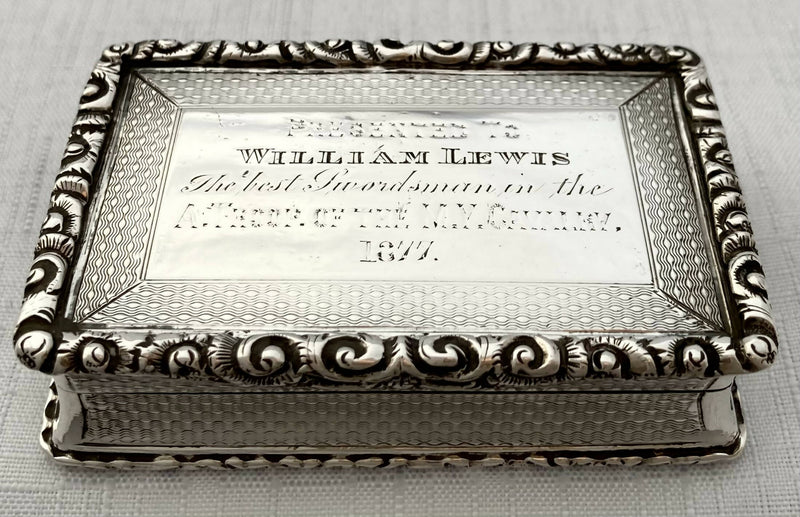 PRESENTED TO
WILLIAM LEWIS
The best Swordsman in the
A. TROOP. OF THE M.Y. CAVALRY,
1877.